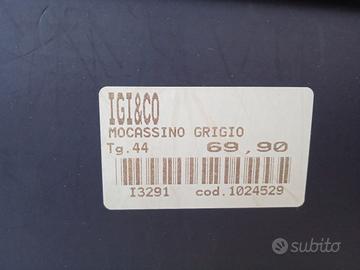 IGI&CO
MOCASSINO GRIGIO
Tg.44 69,90
I3291 cod.1024529
subito